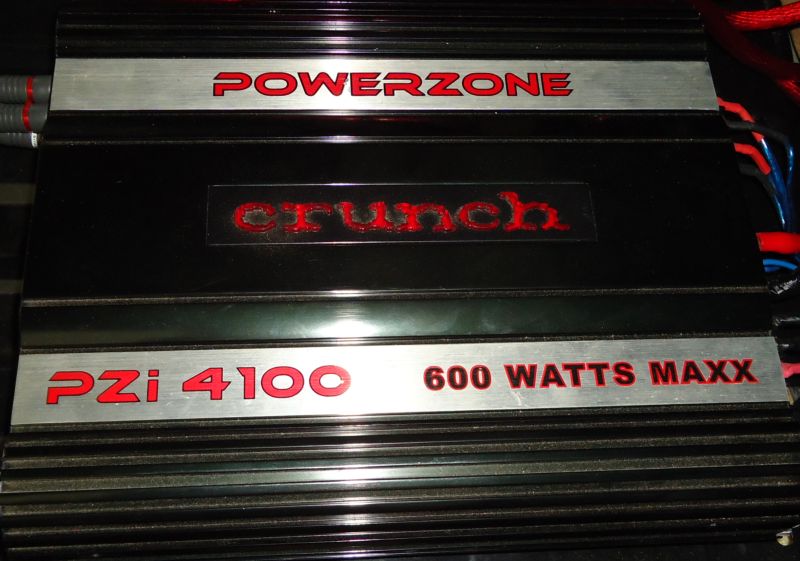 POWERZONE
crunch
PZi 4100 600 WATTS MAXX